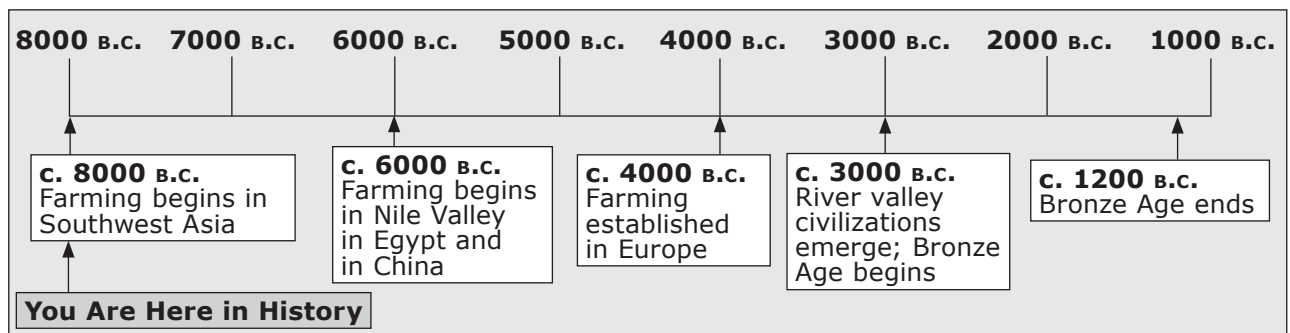 8000 B.C. 7000 B.C. 6000 B.C. 5000 B.C. 4000 B.C. 3000 B.C. 2000 B.C. 1000 B.C.
c. 8000 B.C.
Farming begins in
Southwest Asia
c. 6000 B.C.
Farming begins
in Nile Valley
in Egypt and
in China
c. 4000 B.C.
Farming
established
in Europe
c. 3000 B.C.
River valley
civilizations
emerge; Bronze
Age begins
c. 1200 B.C.
Bronze Age ends
You Are Here in History